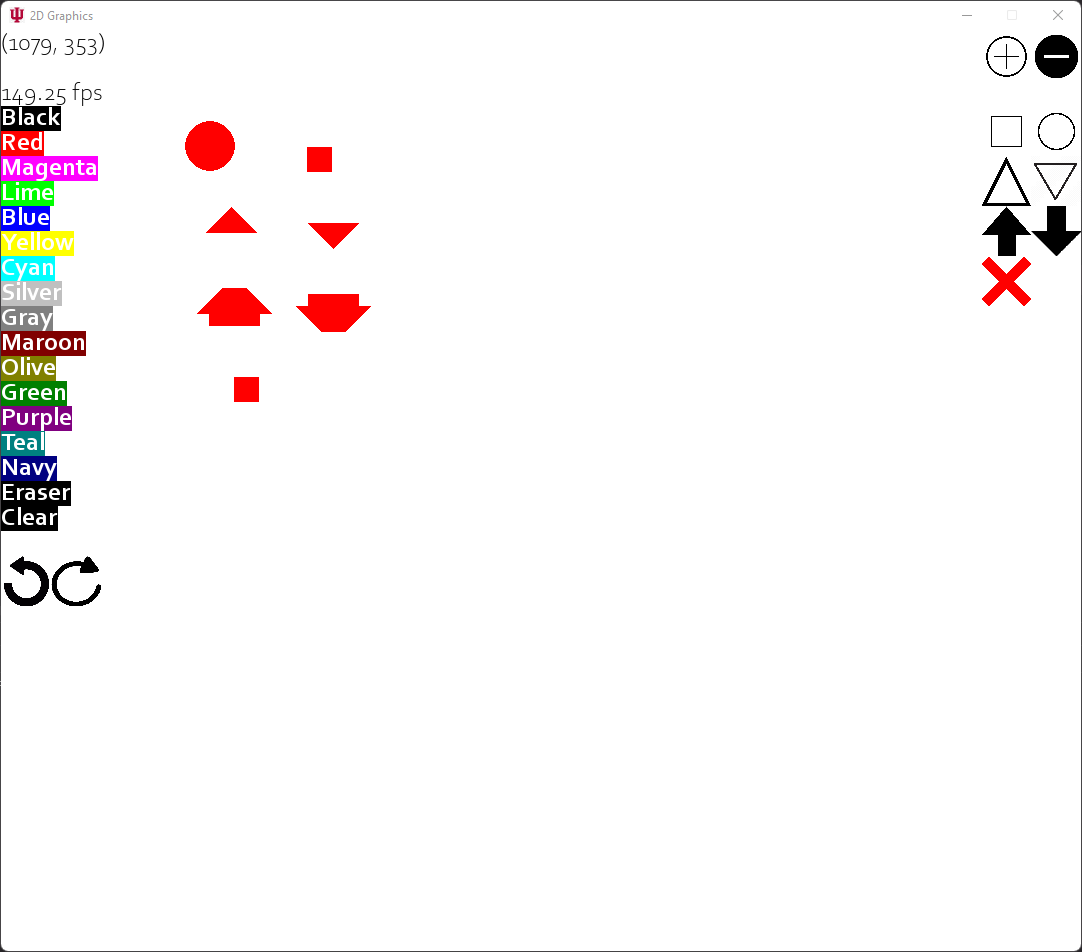 2D Graphics
(1079, 353)
149.25 fps
Black
Red
Magenta
Lime
Blue
Yellow
Cyan
Silver
Gray
Maroon
Olive
Green
Purple
Teal
Navy
Eraser
Clear